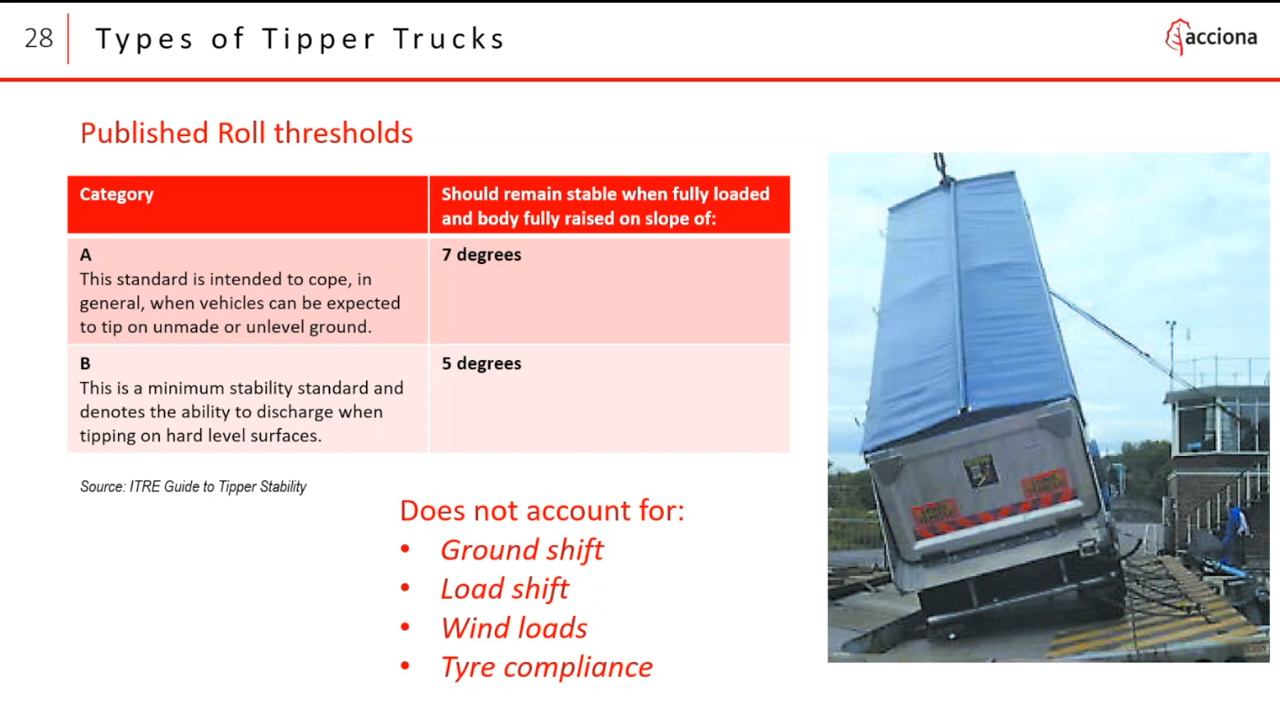 28
Types of Tipper Trucks
acciona
Published Roll thresholds
Category
Should remain stable when fully loaded
and body fully raised on slope of:
A
This standard is intended to cope, in
general, when vehicles can be expected
to tip on unmade or unlevel ground.
7 degrees
B
This is a minimum stability standard and
denotes the ability to discharge when
tipping on hard level surfaces.
5 degrees
Source: ITRE Guide to Tipper Stability
Does not account for:
• Ground shift
• Load shift
• Wind loads
• Tyre compliance